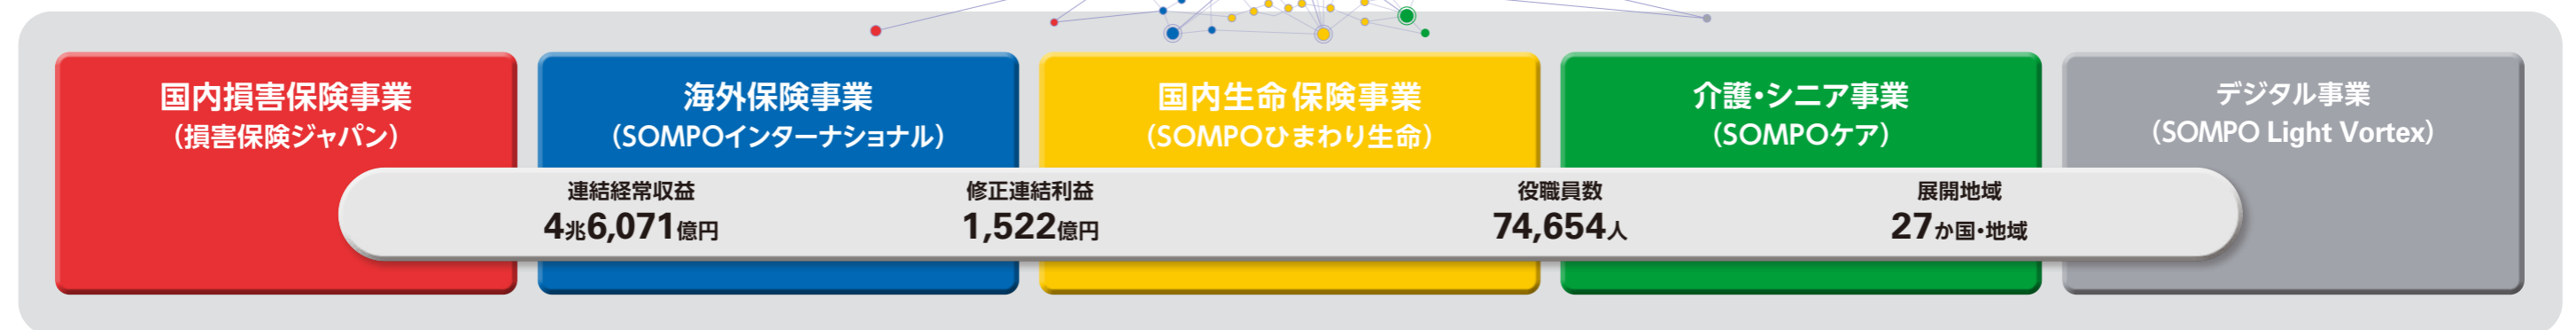 国内損害保険事業
（損害保険ジャパン）
海外保険事業
（SOMPOインターナショナル）
国内生命保険事業
（SOMPOひまわり生命）
介護・シニア事業
（SOMPOケア）
デジタル事業
（SOMPO Light Vortex）
連結経常収益
4兆6,071億円
修正連結利益
1,522億円
役職員数
74,654人
展開地域
27か国・地域